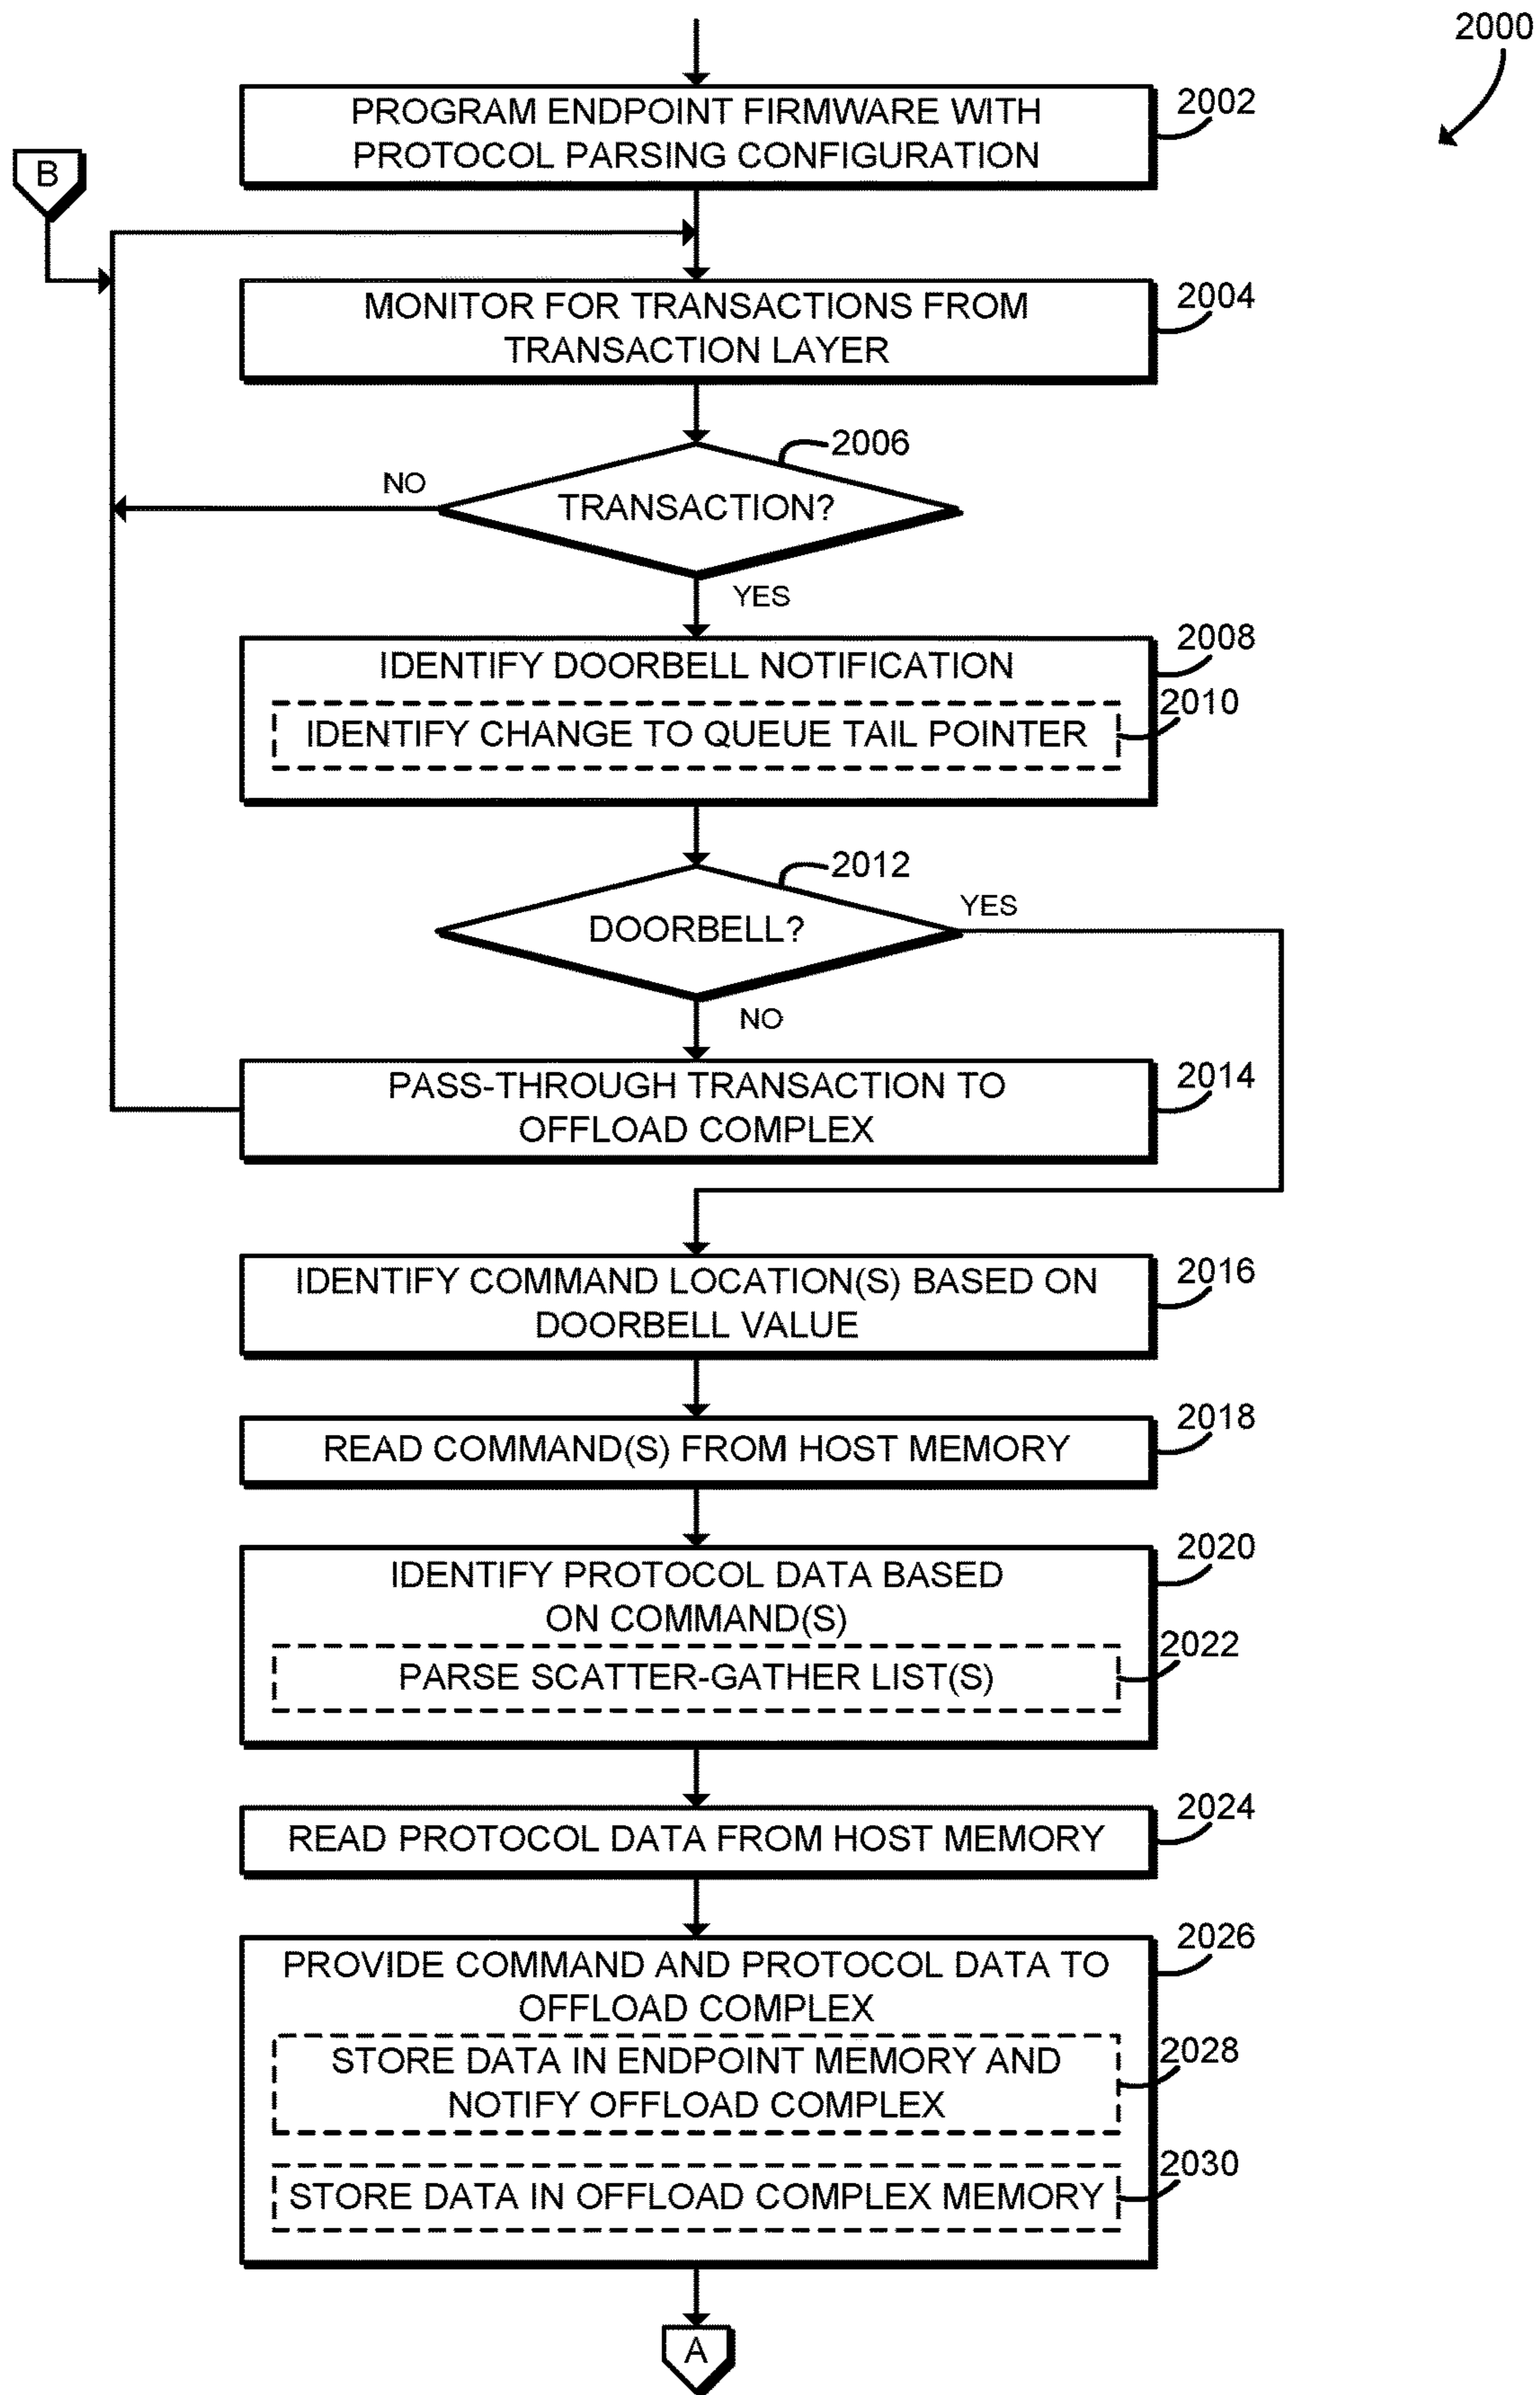 2000
PROGRAM ENDPOINT FIRMWARE WITH
PROTOCOL PARSING CONFIGURATION
2002
B
MONITOR FOR TRANSACTIONS FROM
TRANSACTION LAYER
2004
2006
NO
TRANSACTION?
YES
IDENTIFY DOORBELL NOTIFICATION
2008
IDENTIFY CHANGE TO QUEUE TAIL POINTER
2010
2012
DOORBELL?
YES
NO
PASS-THROUGH TRANSACTION TO
OFFLOAD COMPLEX
2014
IDENTIFY COMMAND LOCATION(S) BASED ON
DOORBELL VALUE
2016
READ COMMAND(S) FROM HOST MEMORY
2018
IDENTIFY PROTOCOL DATA BASED
ON COMMAND(S)
2020
PARSE SCATTER-GATHER LIST(S)
2022
READ PROTOCOL DATA FROM HOST MEMORY
2024
PROVIDE COMMAND AND PROTOCOL DATA TO
OFFLOAD COMPLEX
2026
STORE DATA IN ENDPOINT MEMORY AND
NOTIFY OFFLOAD COMPLEX
2028
STORE DATA IN OFFLOAD COMPLEX MEMORY
2030
A